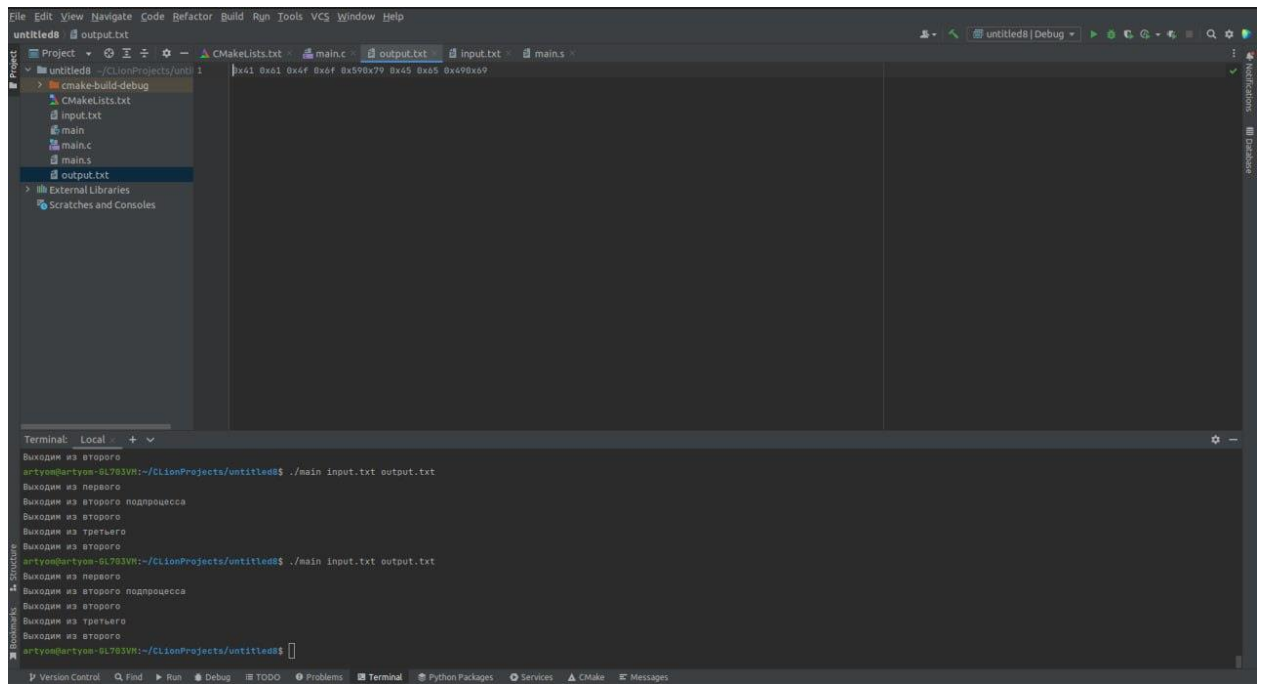 File Edit View Navigate Code Refactor Build Run Tools VCS Window Help
untitled8 output.txt
untitled8 | Debug
Project
CMakeLists.txt main.c output.txt input.txt main.s
untitled8 ~/CLionProjects/unti
1 0x41 0x61 0x4f 0x6f 0x590x79 0x45 0x65 0x490x69
cmake-build-debug
CMakeLists.txt
input.txt
main
main.c
main.s
output.txt
External Libraries
Scratches and Consoles
Project
Notifications
Database
Terminal: Local
Выходим из второго
artyom@artyom-GL703VM:~/CLionProjects/untitled8$ ./main input.txt output.txt
Выходим из первого
Выходим из второго подпроцесса
Выходим из второго
Выходим из третьего
Выходим из второго
artyom@artyom-GL703VM:~/CLionProjects/untitled8$ ./main input.txt output.txt
Выходим из первого
Выходим из второго подпроцесса
Выходим из второго
Выходим из третьего
Выходим из второго
artyom@artyom-GL703VM:~/CLionProjects/untitled8$
Structure
Bookmarks
Version Control Find Run Debug TODO Problems Terminal Python Packages Services CMake Messages